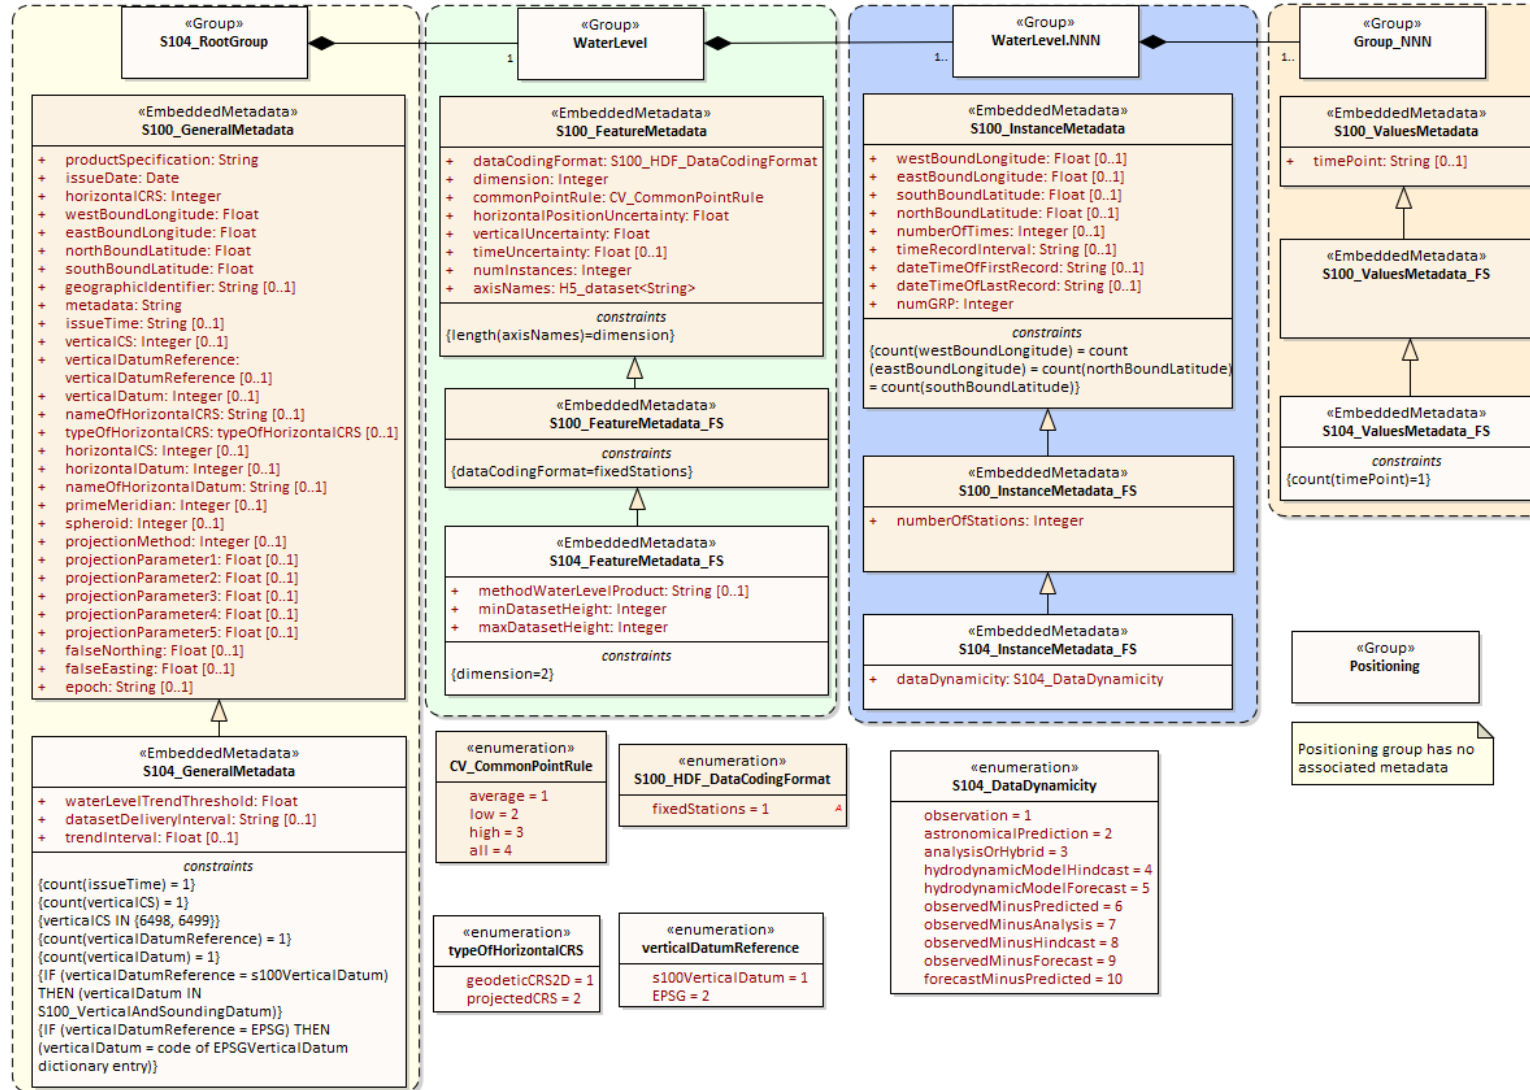 «Group»
S104_RootGroup
«Group»
WaterLevel
1
«Group»
WaterLevel.NNN
1..
«Group»
Group_NNN
1..
«EmbeddedMetadata»
S100_GeneralMetadata
+ productSpecification: String
+ issueDate: Date
+ horizontalCRS: Integer
+ westBoundLongitude: Float
+ eastBoundLongitude: Float
+ northBoundLatitude: Float
+ southBoundLatitude: Float
+ geographicIdentifier: String [0..1]
+ metadata: String
+ issueTime: String [0..1]
+ verticalCS: Integer [0..1]
+ verticalDatumReference:
verticalDatumReference [0..1]
+ verticalDatum: Integer [0..1]
+ nameOfHorizontalCRS: String [0..1]
+ typeOfHorizontalCRS: typeOfHorizontalCRS [0..1]
+ horizontalCS: Integer [0..1]
+ horizontalDatum: Integer [0..1]
+ nameOfHorizontalDatum: String [0..1]
+ primeMeridian: Integer [0..1]
+ spheroid: Integer [0..1]
+ projectionMethod: Integer [0..1]
+ projectionParameter1: Float [0..1]
+ projectionParameter2: Float [0..1]
+ projectionParameter3: Float [0..1]
+ projectionParameter4: Float [0..1]
+ projectionParameter5: Float [0..1]
+ falseNorthing: Float [0..1]
+ falseEasting: Float [0..1]
+ epoch: String [0..1]
«EmbeddedMetadata»
S104_GeneralMetadata
+ waterLevelTrendThreshold: Float
+ datasetDeliveryInterval: String [0..1]
+ trendInterval: Float [0..1]
constraints
{count(issueTime) = 1}
{count(verticalCS) = 1}
{verticalCS IN {6498, 6499}}
{count(verticalDatumReference) = 1}
{count(verticalDatum) = 1}
{IF (verticalDatumReference = s100VerticalDatum)
THEN (verticalDatum IN
S100_VerticalAndSoundingDatum)}
{IF (verticalDatumReference = EPSG) THEN
(verticalDatum = code of EPSGVerticalDatum
dictionary entry)}
«EmbeddedMetadata»
S100_FeatureMetadata
+ dataCodingFormat: S100_HDF_DataCodingFormat
+ dimension: Integer
+ commonPointRule: CV_CommonPointRule
+ horizontalPositionUncertainty: Float
+ verticalUncertainty: Float
+ timeUncertainty: Float [0..1]
+ numInstances: Integer
+ axisNames: H5_dataset<String>
constraints
{length(axisNames)=dimension}
«EmbeddedMetadata»
S100_FeatureMetadata_FS
constraints
{dataCodingFormat=fixedStations}
«EmbeddedMetadata»
S104_FeatureMetadata_FS
+ methodWaterLevelProduct: String [0..1]
+ minDatasetHeight: Integer
+ maxDatasetHeight: Integer
constraints
{dimension=2}
«EmbeddedMetadata»
S100_InstanceMetadata
+ westBoundLongitude: Float [0..1]
+ eastBoundLongitude: Float [0..1]
+ southBoundLatitude: Float [0..1]
+ northBoundLatitude: Float [0..1]
+ numberOfTimes: Integer [0..1]
+ timeRecordInterval: String [0..1]
+ dateTimeOfFirstRecord: String [0..1]
+ dateTimeOfLastRecord: String [0..1]
+ numGRP: Integer
constraints
{count(westBoundLongitude) = count
(eastBoundLongitude) = count(northBoundLatitude)
= count(southBoundLatitude)}
«EmbeddedMetadata»
S100_InstanceMetadata_FS
+ numberOfStations: Integer
«EmbeddedMetadata»
S104_InstanceMetadata_FS
+ dataDynamicity: S104_DataDynamicity
«EmbeddedMetadata»
S100_ValuesMetadata
+ timePoint: String [0..1]
«EmbeddedMetadata»
S100_ValuesMetadata_FS
«EmbeddedMetadata»
S104_ValuesMetadata_FS
constraints
{count(timePoint)=1}
«Group»
Positioning
Positioning group has no
associated metadata
«enumeration»
CV_CommonPointRule
average = 1
low = 2
high = 3
all = 4
«enumeration»
S100_HDF_DataCodingFormat
fixedStations = 1
A
«enumeration»
S104_DataDynamicity
observation = 1
astronomicalPrediction = 2
analysisOrHybrid = 3
hydrodynamicModelHindcast = 4
hydrodynamicModelForecast = 5
observedMinusPredicted = 6
observedMinusAnalysis = 7
observedMinusHindcast = 8
observedMinusForecast = 9
forecastMinusPredicted = 10
«enumeration»
typeOfHorizontalCRS
geodeticCRS2D = 1
projectedCRS = 2
«enumeration»
verticalDatumReference
s100VerticalDatum = 1
EPSG = 2